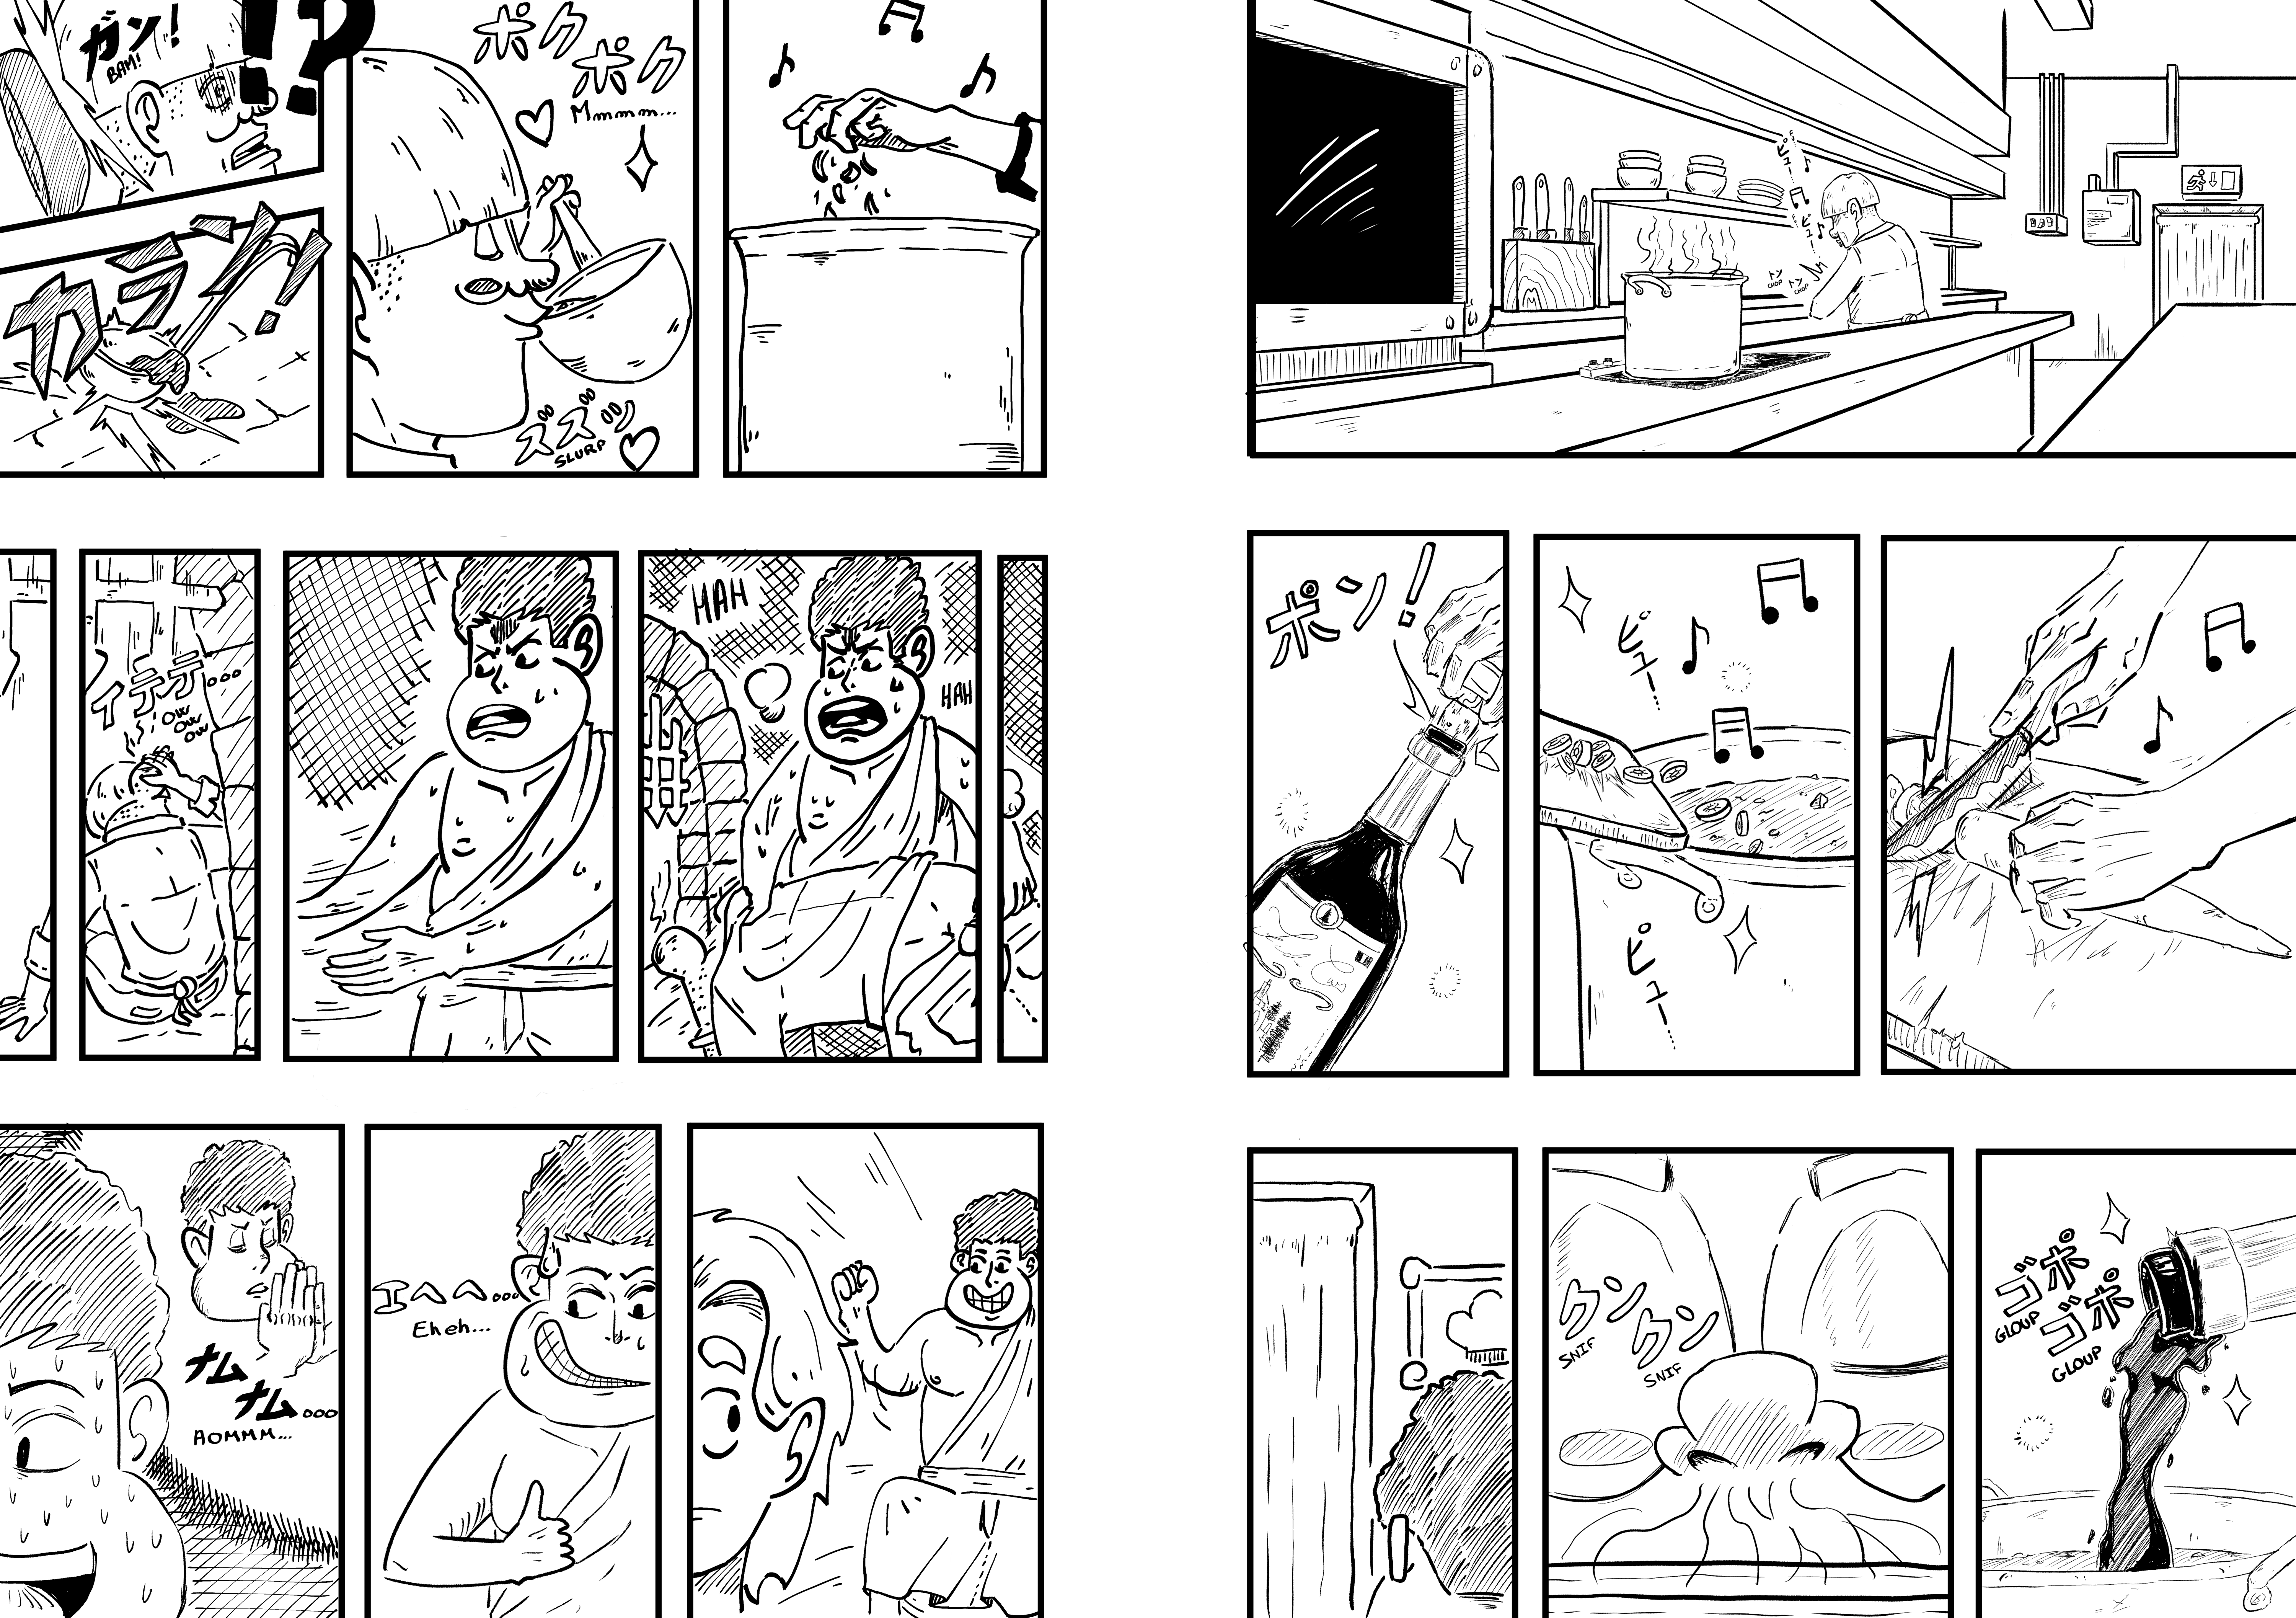 ピュー…
ピュー…
トン
CHOP
トン
CHOP
ピュー…
ピュー…
ポン!
ゴポ
GLOUP
ゴポ
GLOUP
クン
SNIF
クン
SNIF
ポク
ポク
Mmmm...
ズズッ
SLURP
!?
ガン!
BAM!
カラン!
HAH
HAH
イテテ...
OW
OW
OW
エヘヘ...
Eheh...
ナム
ナム...
AOMMM...